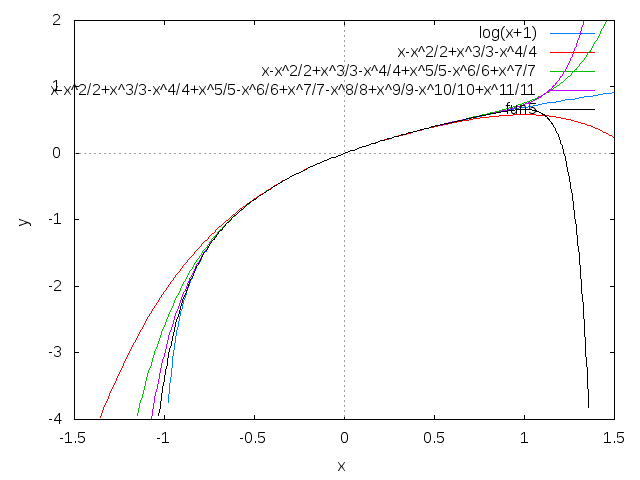 2
log(x+1)
x-x^2/2+x^3/3-x^4/4
x-x^2/2+x^3/3-x^4/4+x^5/5-x^6/6+x^7/7
1
x-x^2/2+x^3/3-x^4/4+x^5/5-x^6/6+x^7/7-x^8/8+x^9/9-x^10/10+x^11/11
fun5
0
-1
y
-2
-3
-4
-1.5 -1 -0.5 0 0.5 1 1.5
x